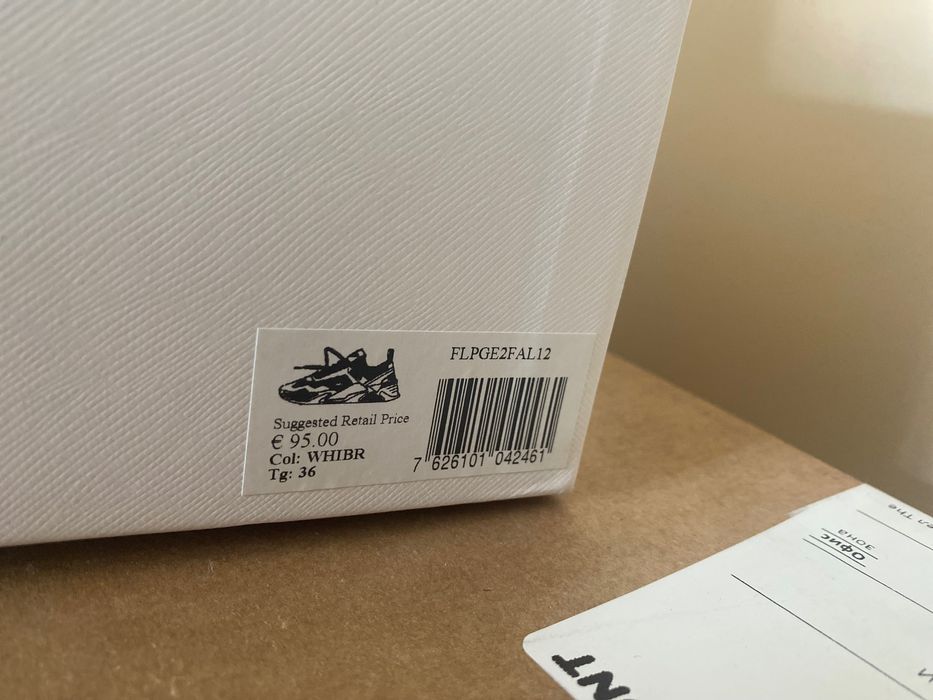 FLPGE2FAL12
Suggested Retail Price
€ 95.00
Col: WHIBR
Tg: 36
7 626101 042461
Офис
зона